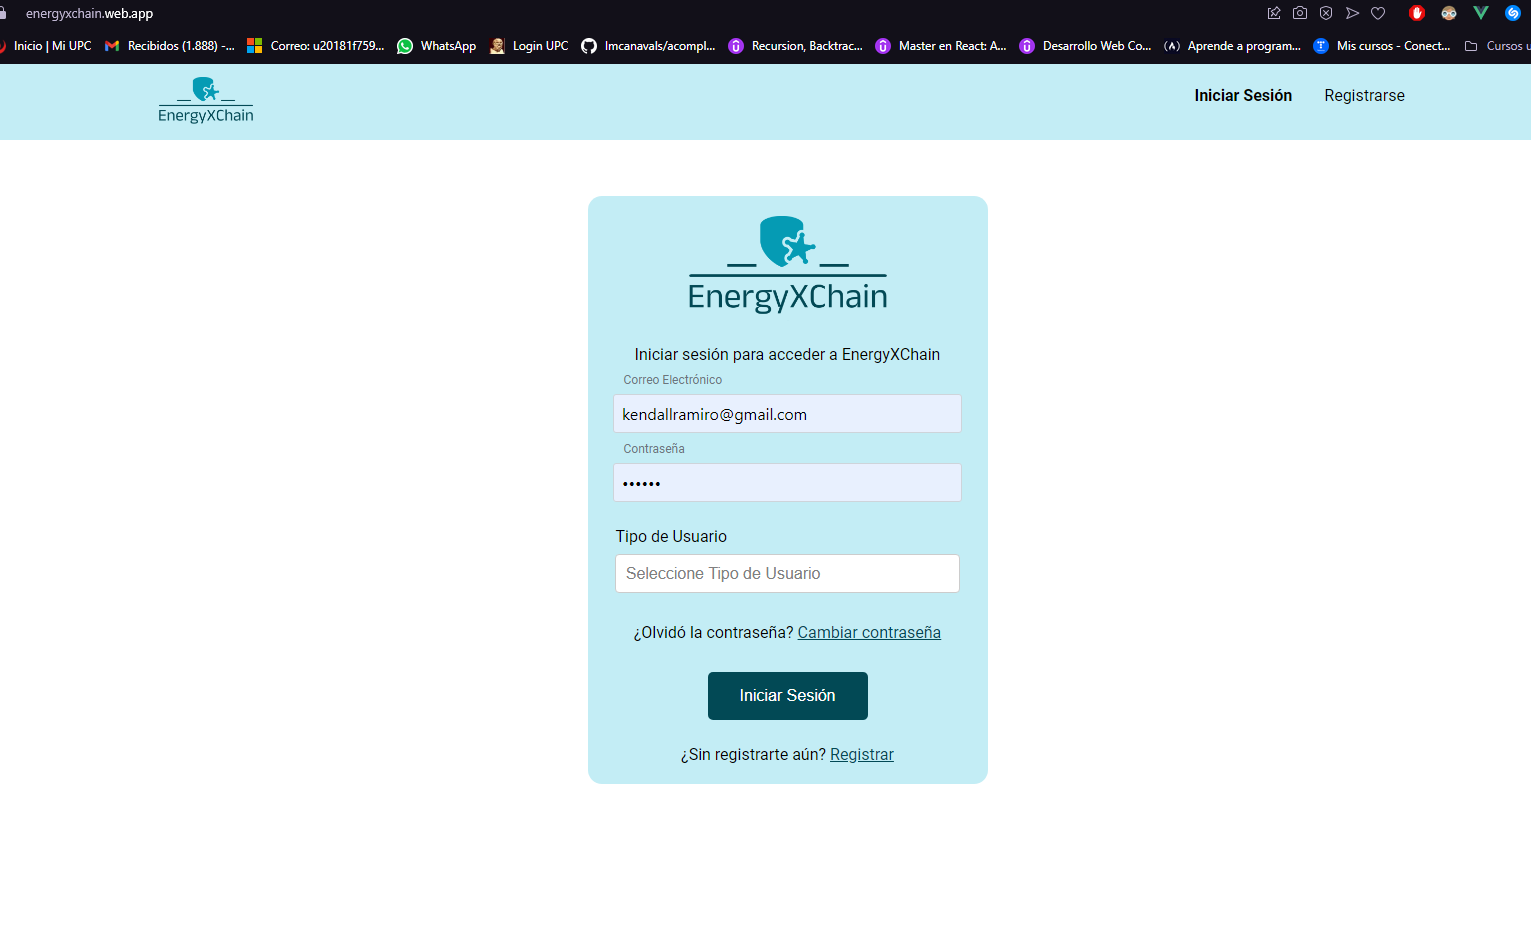 energyxchain.web.app
Inicio | Mi UPC Recibidos (1.888) -... Correo: u20181f759... WhatsApp Login UPC lmcanavals/acompl... Recursion, Backtrac... Master en React: A... Desarrollo Web Co... Aprende a program... Mis cursos - Conect... Cursos u
EnergyXChain
Iniciar Sesión Registrarse
EnergyXChain
Iniciar sesión para acceder a EnergyXChain
Correo Electrónico
kendallramiro@gmail.com
Contraseña
••••••
Tipo de Usuario
Seleccione Tipo de Usuario
¿Olvidó la contraseña? Cambiar contraseña
Iniciar Sesión
¿Sin registrarte aún? Registrar